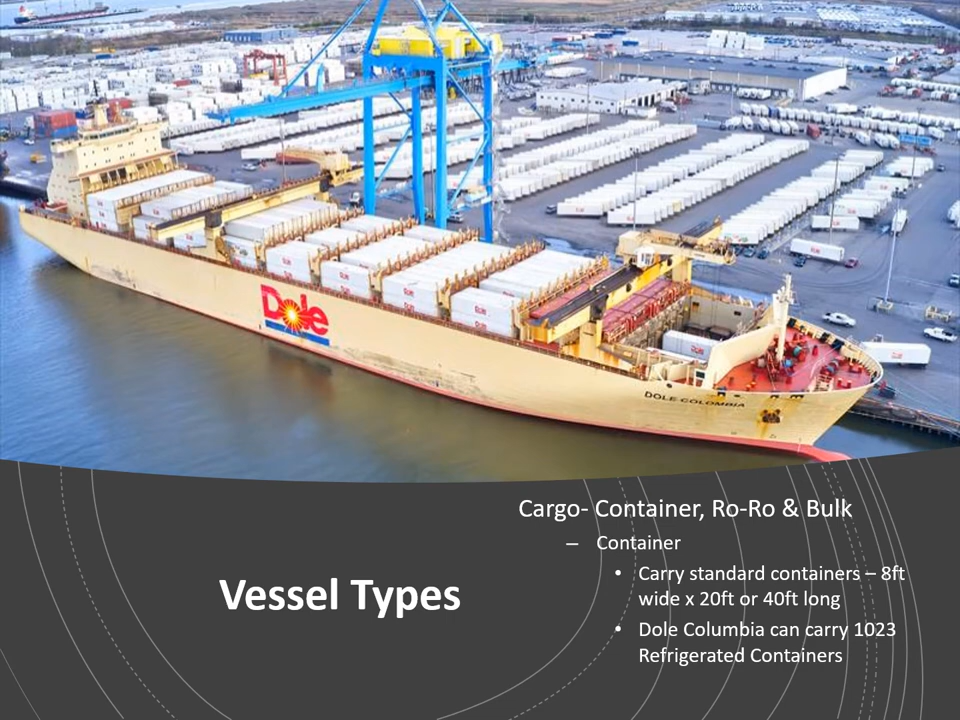 Dole
DOLE COLOMBIA
Cargo- Container, Ro-Ro & Bulk
– Container
• Carry standard containers – 8ft
wide x 20ft or 40ft long
Vessel Types
• Dole Columbia can carry 1023
Refrigerated Containers